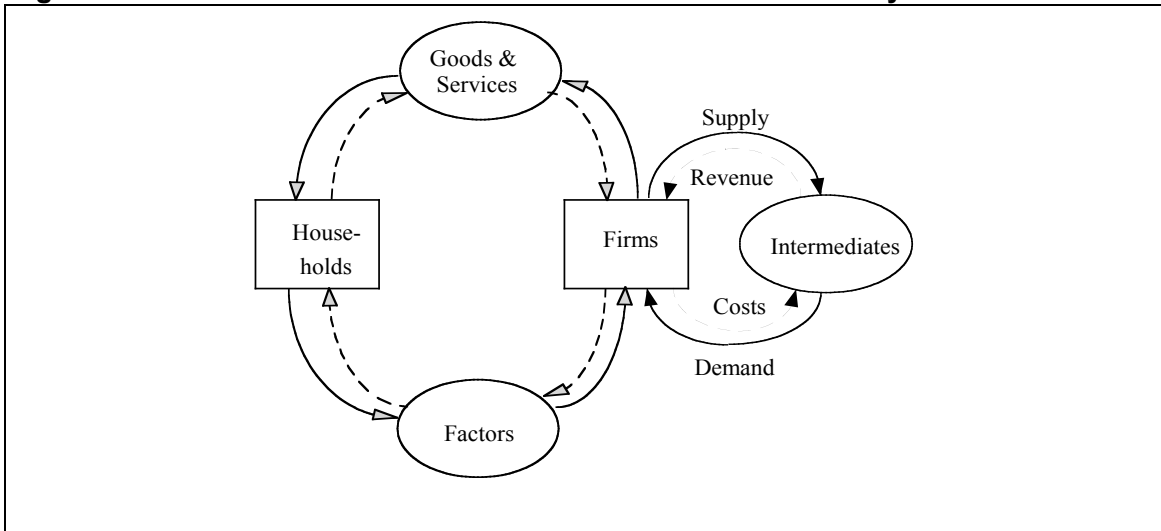 Goods &
Services
Supply
Revenue
House-
holds
Firms
Intermediates
Costs
Demand
Factors